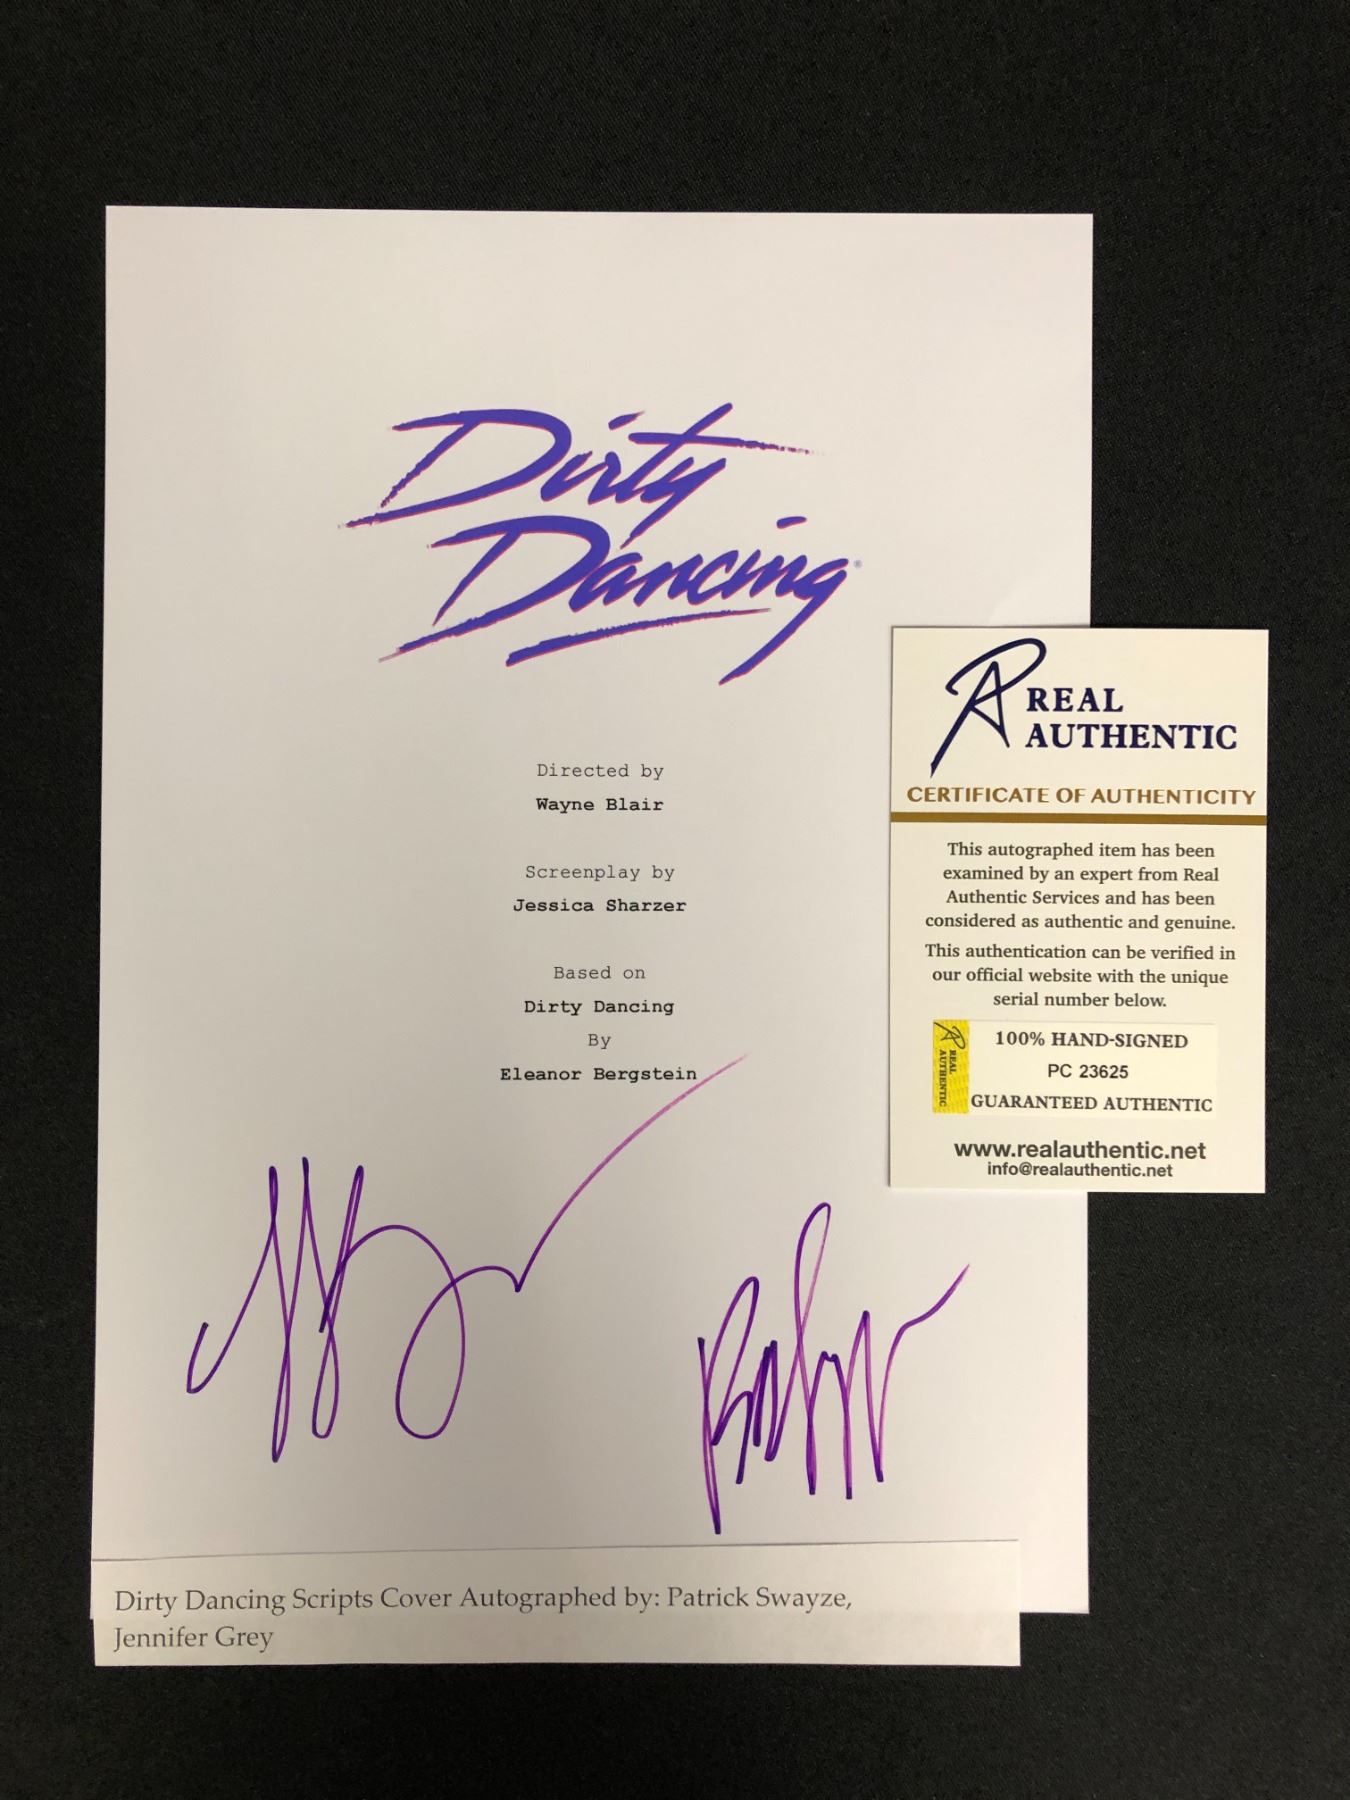 Dirty
Dancing
Directed by
Wayne Blair
Screenplay by
Jessica Sharzer
Based on
Dirty Dancing
By
Eleanor Bergstein
REAL
AUTHENTIC
CERTIFICATE OF AUTHENTICITY
This autographed item has been
examined by an expert from Real
Authentic Services and has been
considered as authentic and genuine.
This authentication can be verified in
our official website with the unique
serial number below.
REAL
AUTHENTIC
100% HAND-SIGNED
PC 23625
GUARANTEED AUTHENTIC
www.realauthentic.net
info@realauthentic.net
Dirty Dancing Scripts Cover Autographed by: Patrick Swayze,
Jennifer Grey